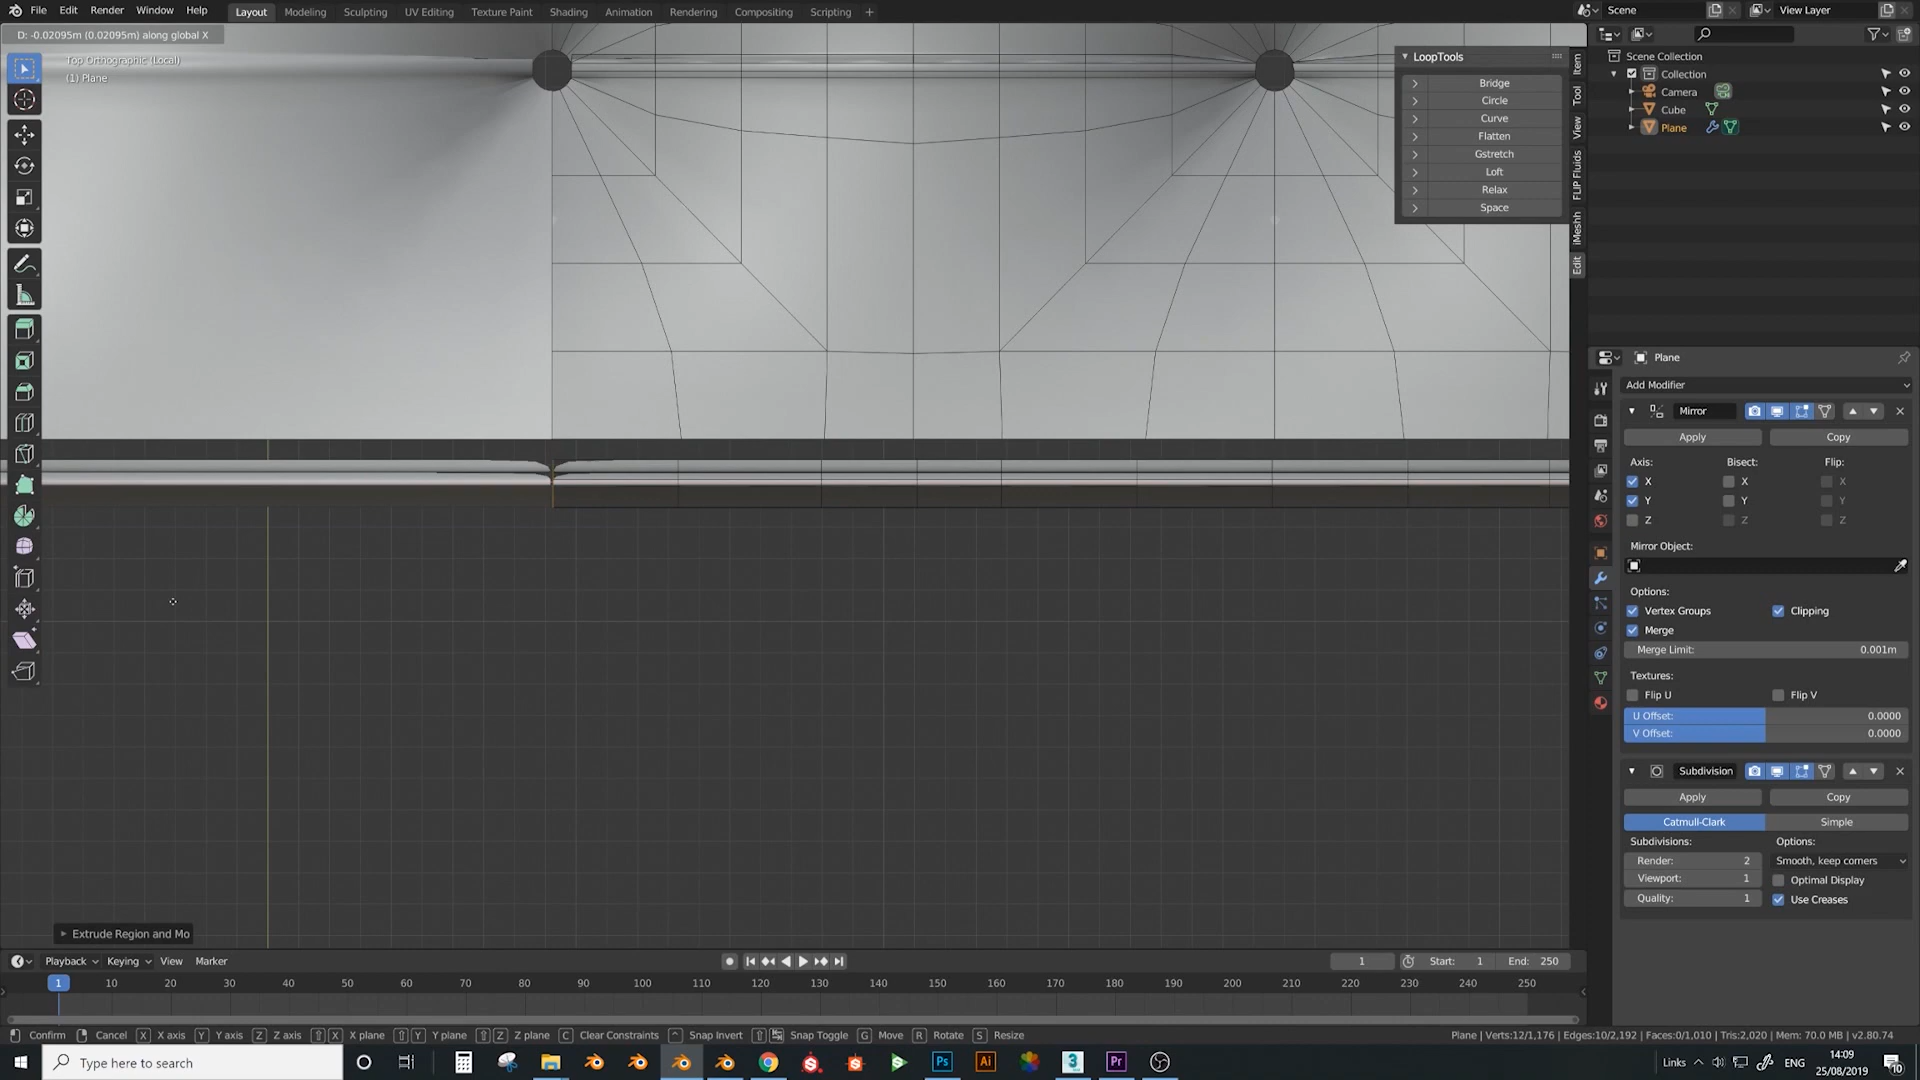 File Edit Render Window Help
Layout Modeling Sculpting UV Editing Texture Paint Shading Animation Rendering Compositing Scripting +
Scene
View Layer
D: -0.02095m (0.02095m) along global X
Top Orthographic (Local)
(1) Plane
LoopTools
Bridge
Circle
Curve
Flatten
Gstretch
Loft
Relax
Space
Item
Tool
View
FLIP Fluids
iMeshh
Edit
Scene Collection
Collection
Camera
Cube
Plane
Plane
Add Modifier
Mirror
Apply Copy
Axis: Bisect: Flip:
X X X
Y Y Y
Z Z Z
Mirror Object:
Options:
Vertex Groups Clipping
Merge
Merge Limit: 0.001m
Textures:
Flip U Flip V
U Offset: 0.0000
V Offset: 0.0000
Subdivision
Apply Copy
Catmull-Clark Simple
Subdivisions: Options:
Render: 2 Smooth, keep corners
Viewport: 1 Optimal Display
Quality: 1 Use Creases
Extrude Region and Mo
Playback Keying View Marker
1 Start: 1 End: 250
1 10 20 30 40 50 60 70 80 90 100 110 120 130 140 150 160 170 180 190 200 210 220 230 240 250
Confirm Cancel X X axis Y Y axis Z Z axis X X plane Y Y plane Z Z plane C Clear Constraints ^ Snap Invert Snap Toggle G Move R Rotate S Resize
Plane | Verts:12/1,176 | Edges:10/2,192 | Faces:0/1,010 | Tris:2,020 | Mem: 70.0 MB | v2.80.74
Type here to search
Ps Ai 3 Pr
Links ENG
14:09
25/08/2019
10